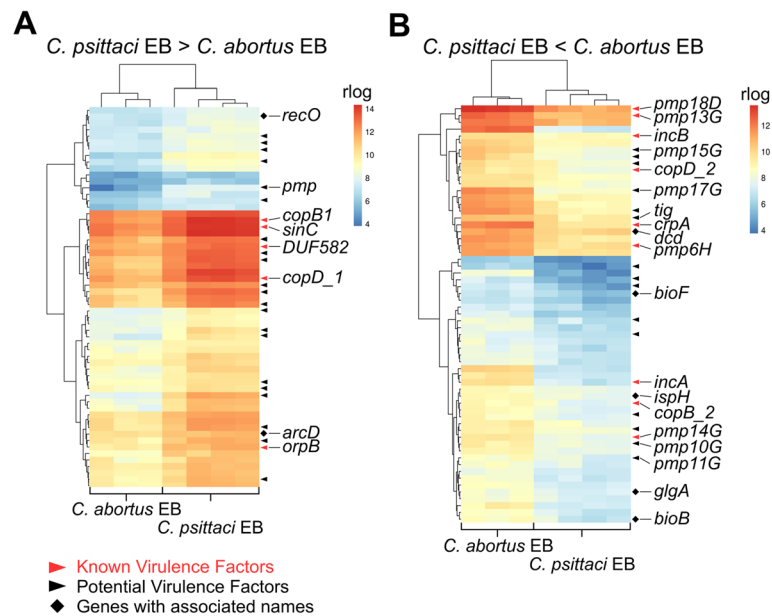 A
C. psittaci EB > C. abortus EB
rlog
14
12
10
8
6
4
recO
pmp
copB1
sinC
DUF582
copD_1
arcD
orpB
C. abortus EB
C. psittaci EB
B
C. psittaci EB < C. abortus EB
rlog
12
10
8
6
4
pmp18D
pmp13G
incB
pmp15G
copD_2
pmp17G
tig
crpA
dcd
pmp6H
bioF
incA
ispH
copB_2
pmp14G
pmp10G
pmp11G
glgA
bioB
C. abortus EB
C. psittaci EB
Known Virulence Factors
Potential Virulence Factors
Genes with associated names